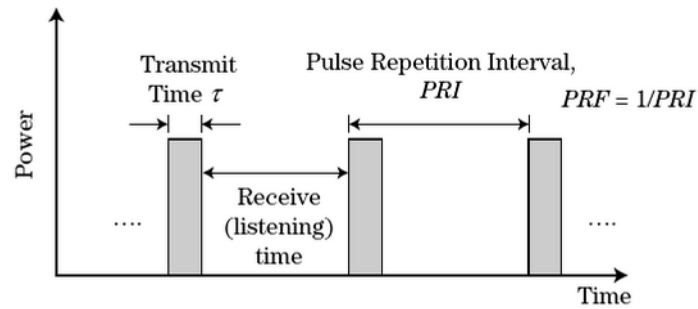 Transmit
Time τ
Pulse Repetition Interval,
PRI
PRF = 1/PRI
Power
Receive
(listening)
time
....
....
Time